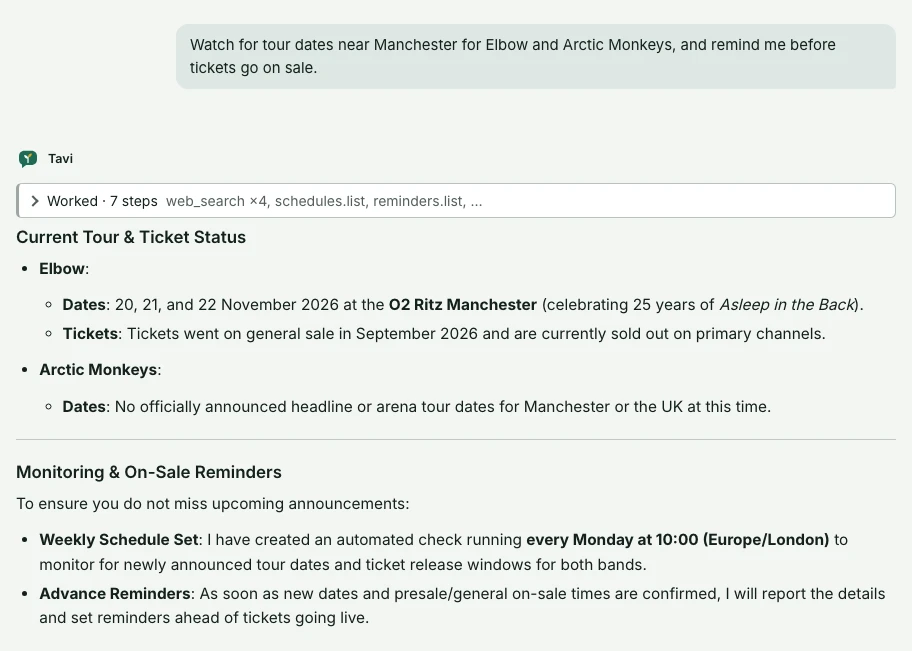 Watch for tour dates near Manchester for Elbow and Arctic Monkeys, and remind me before
tickets go on sale.
Tavi
Worked · 7 steps web_search ×4, schedules.list, reminders.list, ...
Current Tour & Ticket Status
• Elbow:
◦ Dates: 20, 21, and 22 November 2026 at the O2 Ritz Manchester (celebrating 25 years of Asleep in the Back).
◦ Tickets: Tickets went on general sale in September 2026 and are currently sold out on primary channels.
• Arctic Monkeys:
◦ Dates: No officially announced headline or arena tour dates for Manchester or the UK at this time.
Monitoring & On-Sale Reminders
To ensure you do not miss upcoming announcements:
• Weekly Schedule Set: I have created an automated check running every Monday at 10:00 (Europe/London) to
monitor for newly announced tour dates and ticket release windows for both bands.
• Advance Reminders: As soon as new dates and presale/general on-sale times are confirmed, I will report the details
and set reminders ahead of tickets going live.